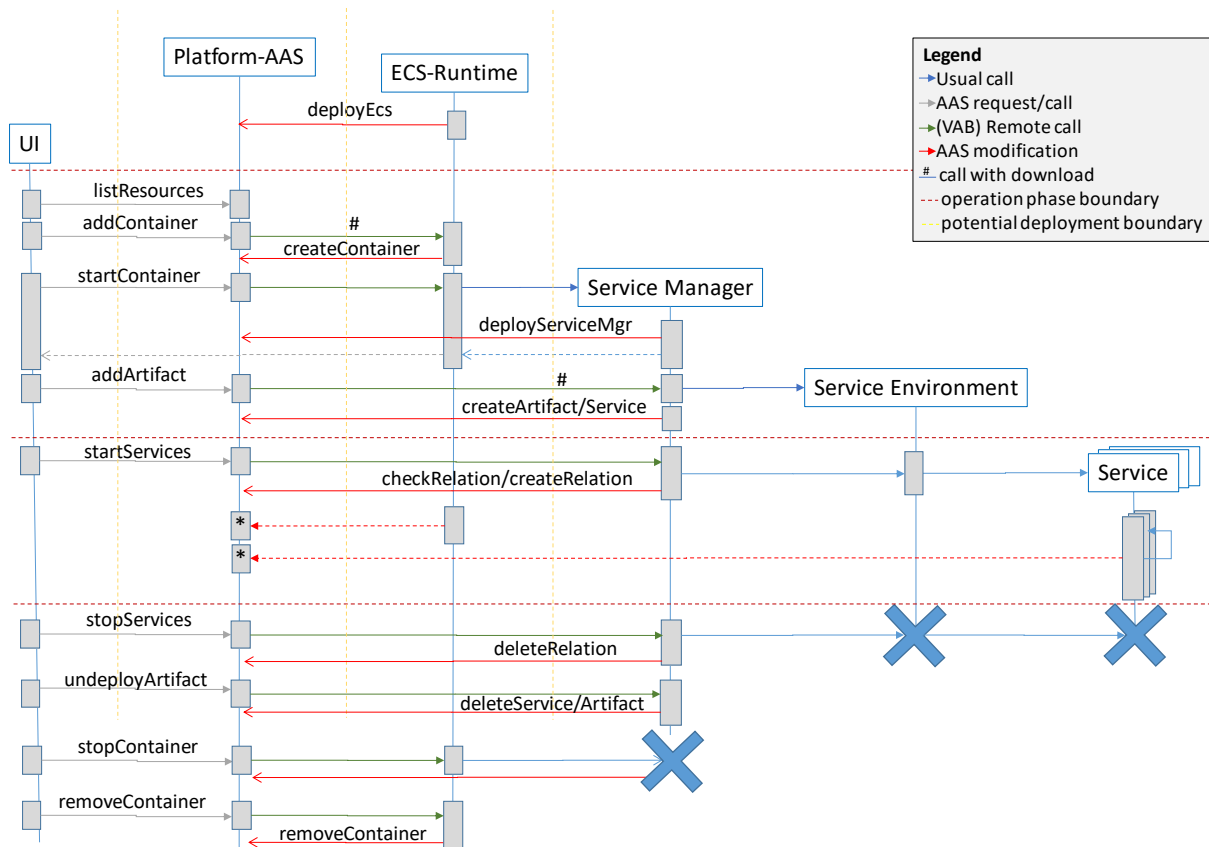 Platform-AAS
ECS-Runtime
Legend
Usual call
AAS request/call
(VAB) Remote call
AAS modification
# call with download
operation phase boundary
potential deployment boundary
deployEcs
UI
listResources
addContainer
#
createContainer
startContainer
Service Manager
deployServiceMgr
addArtifact
#
Service Environment
createArtifact/Service
startServices
checkRelation/createRelation
Service
*
*
stopServices
deleteRelation
undeployArtifact
deleteService/Artifact
stopContainer
removeContainer
removeContainer